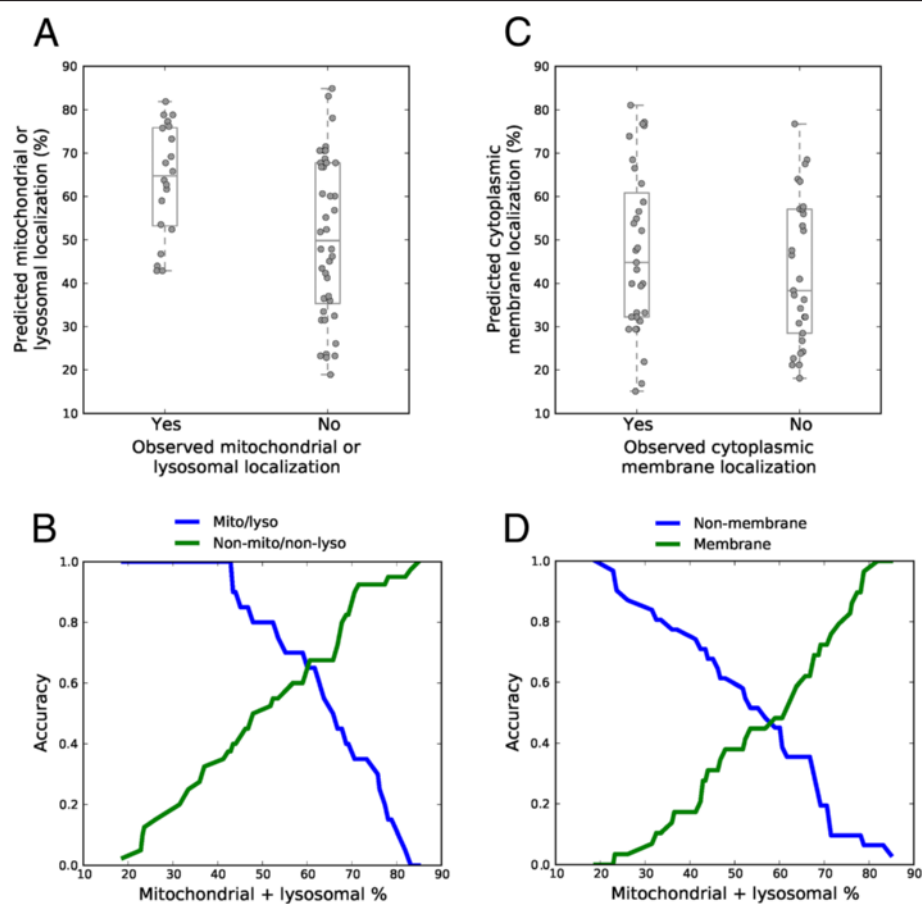 A
Predicted mitochondrial or
lysosomal localization (%)
90
80
70
60
50
40
30
20
10
Yes
No
Observed mitochondrial or
lysosomal localization
C
Predicted cytoplasmic
membrane localization (%)
90
80
70
60
50
40
30
20
10
Yes
No
Observed cytoplasmic
membrane localization
B
Mito/lyso
Non-mito/non-lyso
Accuracy
1.0
0.8
0.6
0.4
0.2
0.0
10 20 30 40 50 60 70 80 90
Mitochondrial + lysosomal %
D
Non-membrane
Membrane
Accuracy
1.0
0.8
0.6
0.4
0.2
0.0
10 20 30 40 50 60 70 80 90
Mitochondrial + lysosomal %